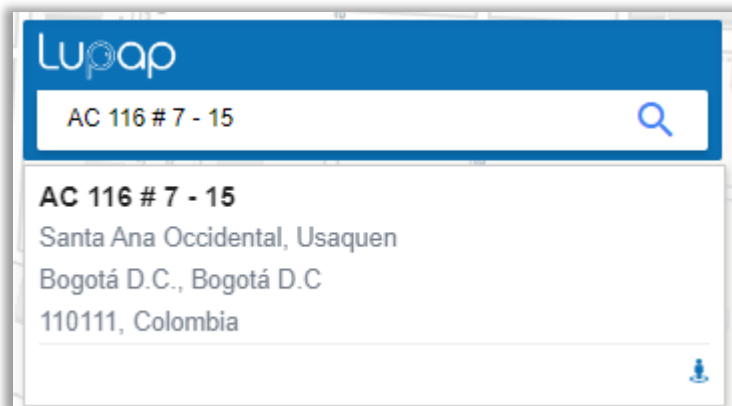 Lupap
AC 116 # 7 - 15
AC 116 # 7 - 15
Santa Ana Occidental, Usaquen
Bogotá D.C., Bogotá D.C
110111, Colombia